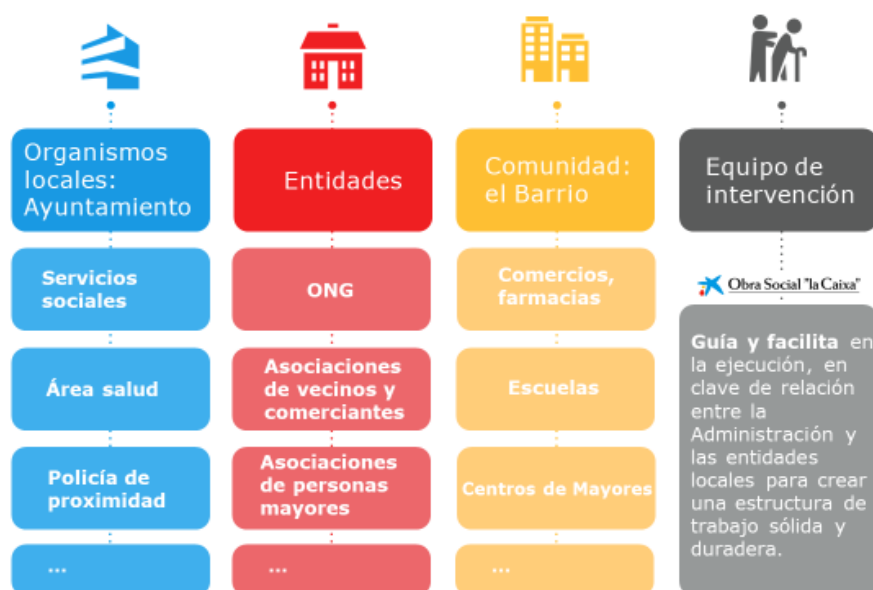 Organismos
locales:
Ayuntamiento
Servicios
sociales
Área salud
Policía de
proximidad
...
Entidades
ONG
Asociaciones
de vecinos y
comerciantes
Asociaciones
de personas
mayores
...
Comunidad:
el Barrio
Comercios,
farmacias
Escuelas
Centros de Mayores
...
Equipo de
intervención
Obra Social "la Caixa"
Guía y facilita en
la ejecución, en
clave de relación
entre la
Administración y
las entidades
locales para crear
una estructura de
trabajo sólida y
duradera.